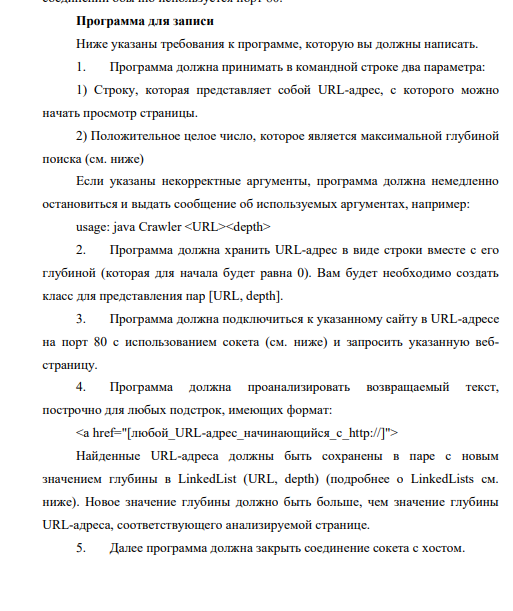 соединений обычно используется порт 80.
Программа для записи
Ниже указаны требования к программе, которую вы должны написать.
1. Программа должна принимать в командной строке два параметра:
1) Строку, которая представляет собой URL-адрес, с которого можно
начать просмотр страницы.
2) Положительное целое число, которое является максимальной глубиной
поиска (см. ниже)
Если указаны некорректные аргументы, программа должна немедленно
остановиться и выдать сообщение об используемых аргументах, например:
usage: java Crawler <URL><depth>
2. Программа должна хранить URL-адрес в виде строки вместе с его
глубиной (которая для начала будет равна 0). Вам будет необходимо создать
класс для представления пар [URL, depth].
3. Программа должна подключиться к указанному сайту в URL-адресе
на порт 80 с использованием сокета (см. ниже) и запросить указанную веб-
страницу.
4. Программа должна проанализировать возвращаемый текст,
построчно для любых подстрок, имеющих формат:
<a href="[любой_URL-адрес_начинающийся_с_http://]">
Найденные URL-адреса должны быть сохранены в паре с новым
значением глубины в LinkedList (URL, depth) (подробнее о LinkedLists см.
ниже). Новое значение глубины должно быть больше, чем значение глубины
URL-адреса, соответствующего анализируемой странице.
5. Далее программа должна закрыть соединение сокета с хостом.